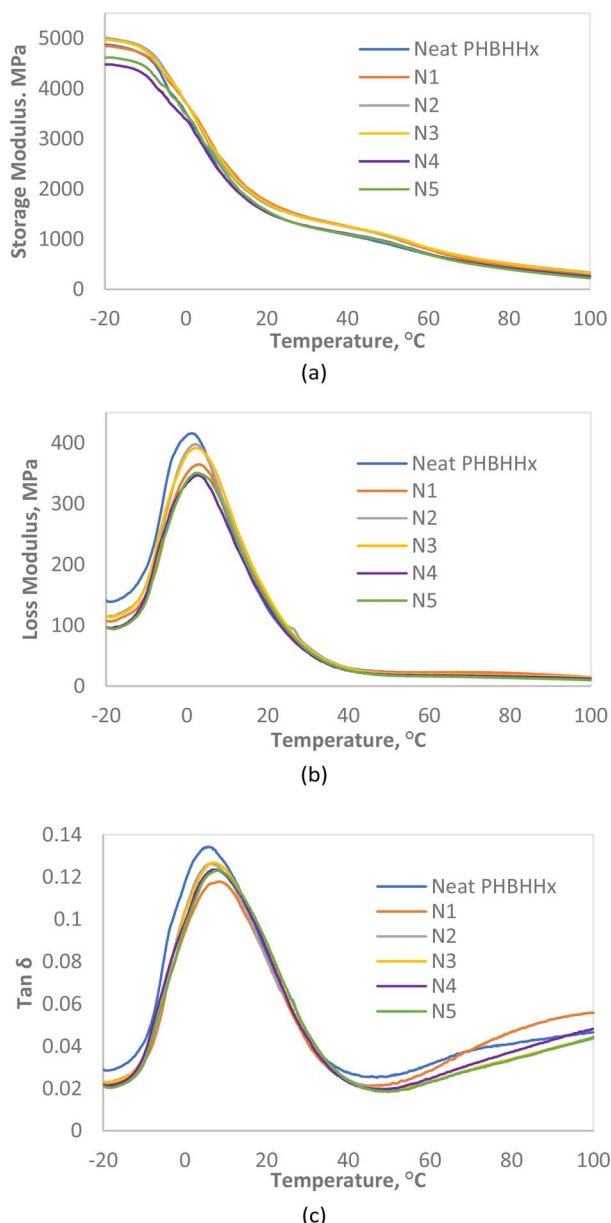 5000
4000
3000
2000
1000
0
Storage Modulus. MPa
Neat PHBHHx
N1
N2
N3
N4
N5
-20 0 20 40 60 80 100
Temperature, °C
(a)
400
300
200
100
0
Loss Modulus, MPa
Neat PHBHHx
N1
N2
N3
N4
N5
-20 0 20 40 60 80 100
Temperature, °C
(b)
0.14
0.12
0.1
0.08
0.06
0.04
0.02
0
Tan δ
Neat PHBHHx
N1
N2
N3
N4
N5
-20 0 20 40 60 80 100
Temperature, °C
(c)